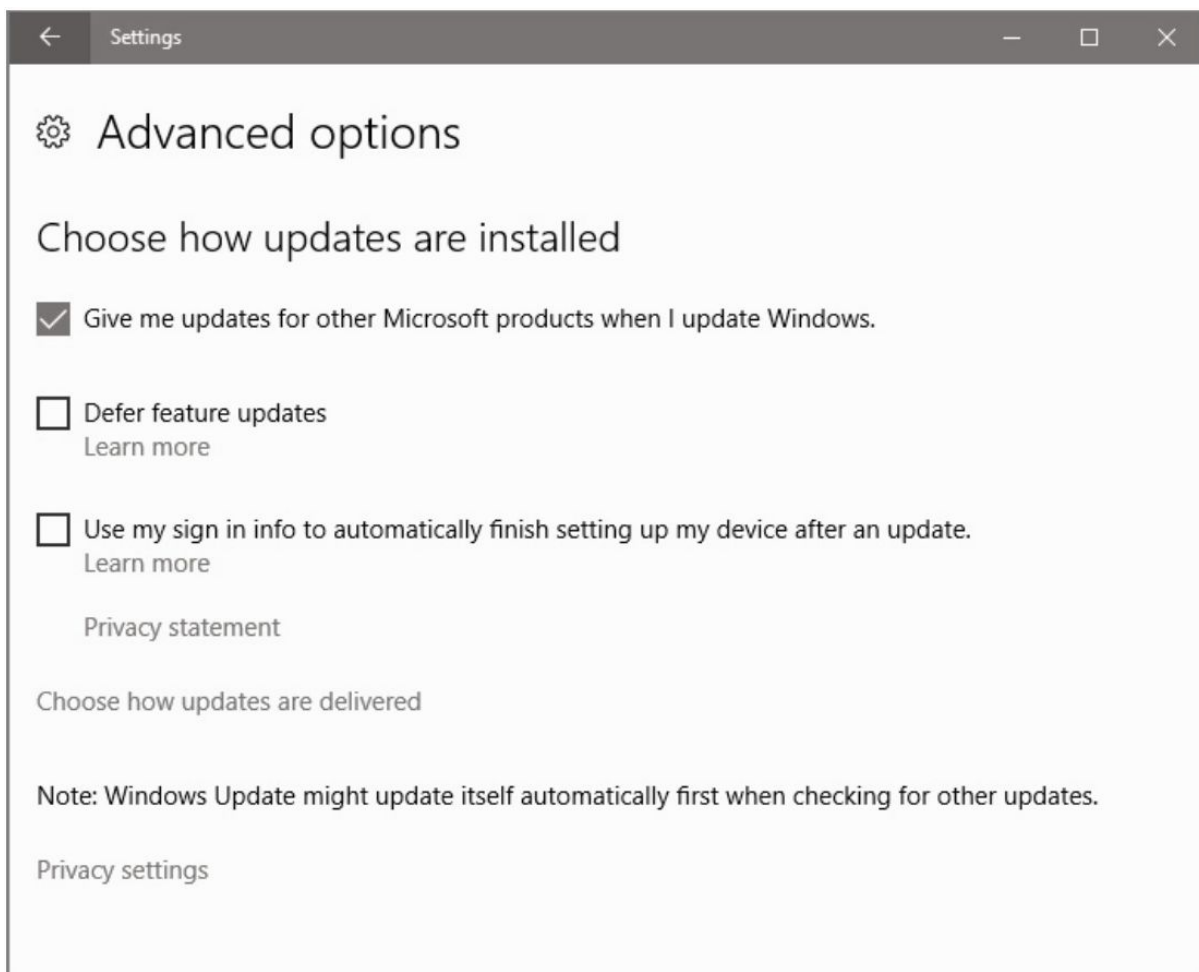 Settings
Advanced options
Choose how updates are installed
Give me updates for other Microsoft products when I update Windows.
Defer feature updates
Learn more
Use my sign in info to automatically finish setting up my device after an update.
Learn more
Privacy statement
Choose how updates are delivered
Note: Windows Update might update itself automatically first when checking for other updates.
Privacy settings